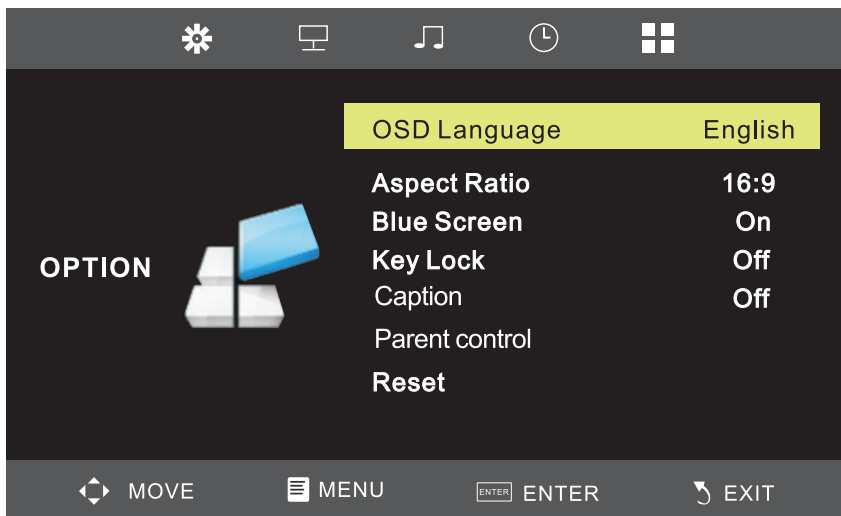 OSD Language English
Aspect Ratio 16:9
Blue Screen On
Key Lock Off
OPTION
Caption Off
Parent control
Reset
MOVE MENU ENTER ENTER EXIT